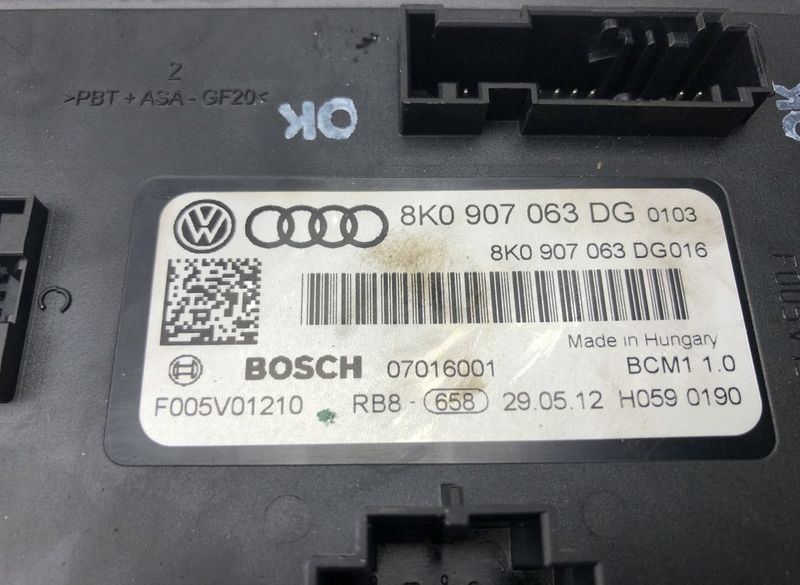 2
>PBT + ASA - GF20<
OK
C
8K0 907 063 DG 0103
8K0 907 063 DG016
Made in Hungary
BOSCH 07016001 BCM1 1.0
F005V01210 RB8 - 658 29.05.12 H059 0190